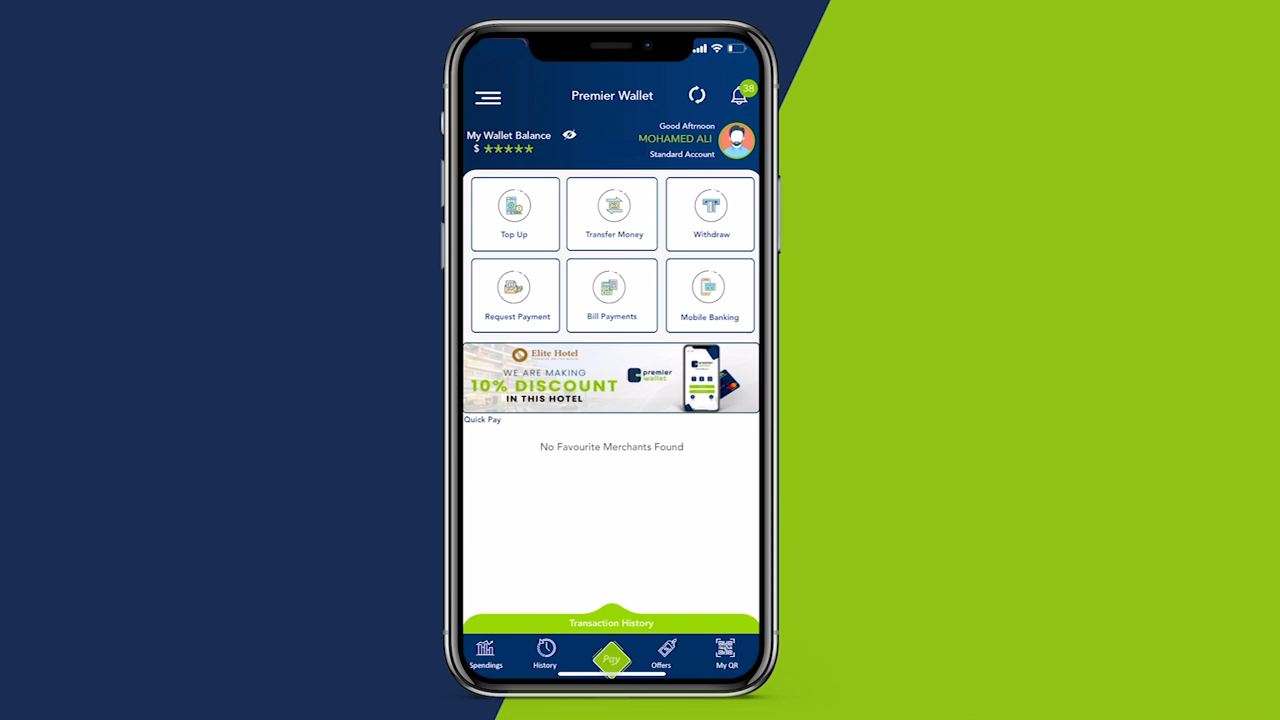 Premier Wallet
38
My Wallet Balance
$ *****
Good Aftrnoon
MOHAMED ALI
Standard Account
Top Up
Transfer Money
Withdraw
Request Payment
Bill Payments
Mobile Banking
Elite Hotel
WE ARE MAKING
10% DISCOUNT
IN THIS HOTEL
premier
wallet
Quick Pay
No Favourite Merchants Found
Transaction History
Spendings
History
Pay
Offers
My QR